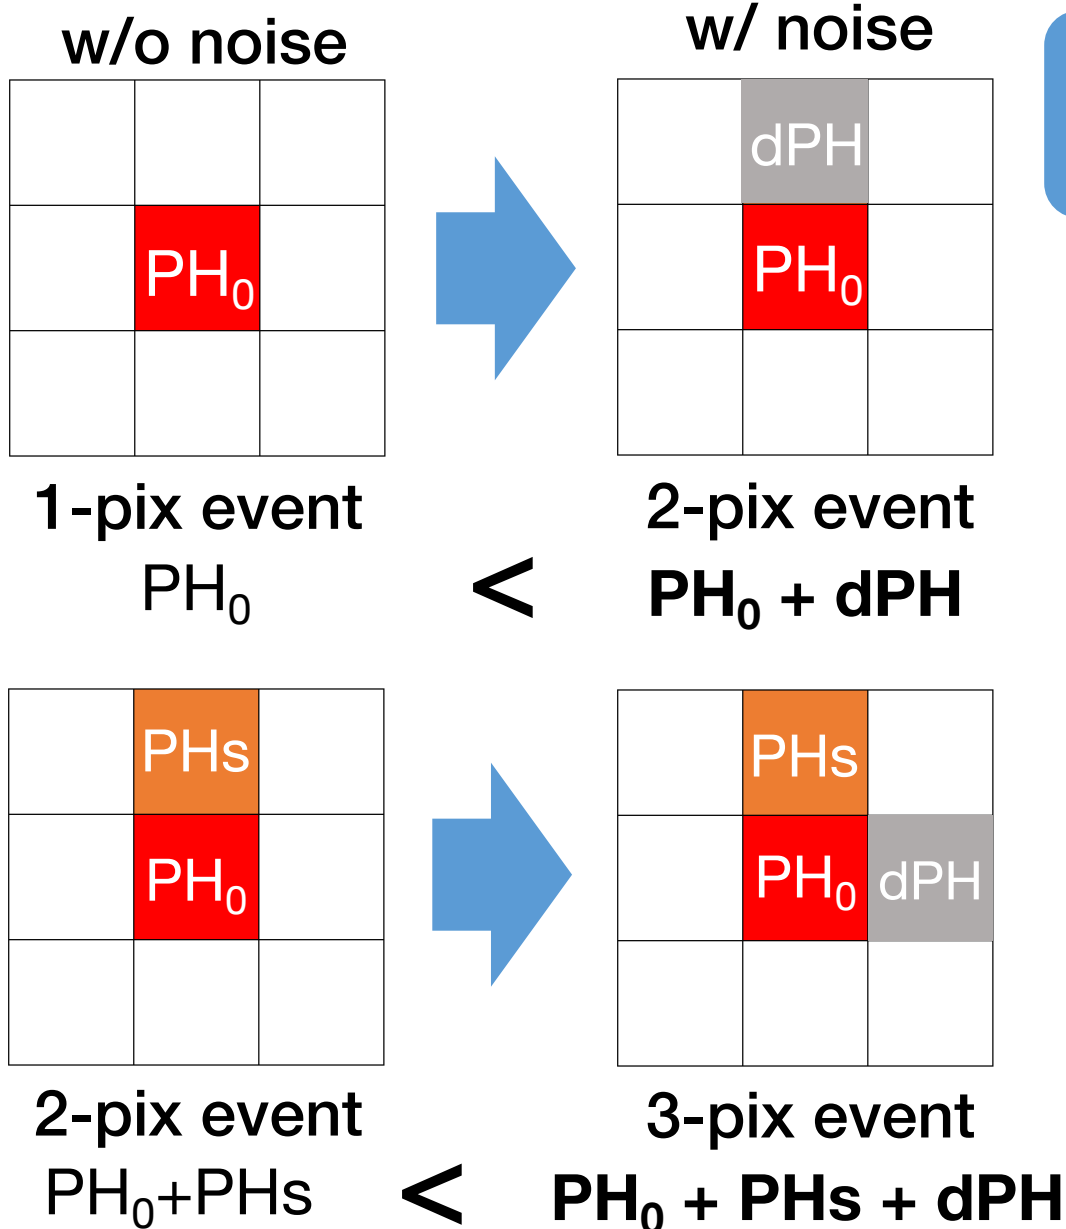 w/o noise
w/ noise
dPH
PH₀
PH₀
1-pix event
2-pix event
PH₀ < PH₀ + dPH
PHs
PHs
PH₀
PH₀
dPH
2-pix event
3-pix event
PH₀+PHs < PH₀ + PHs + dPH